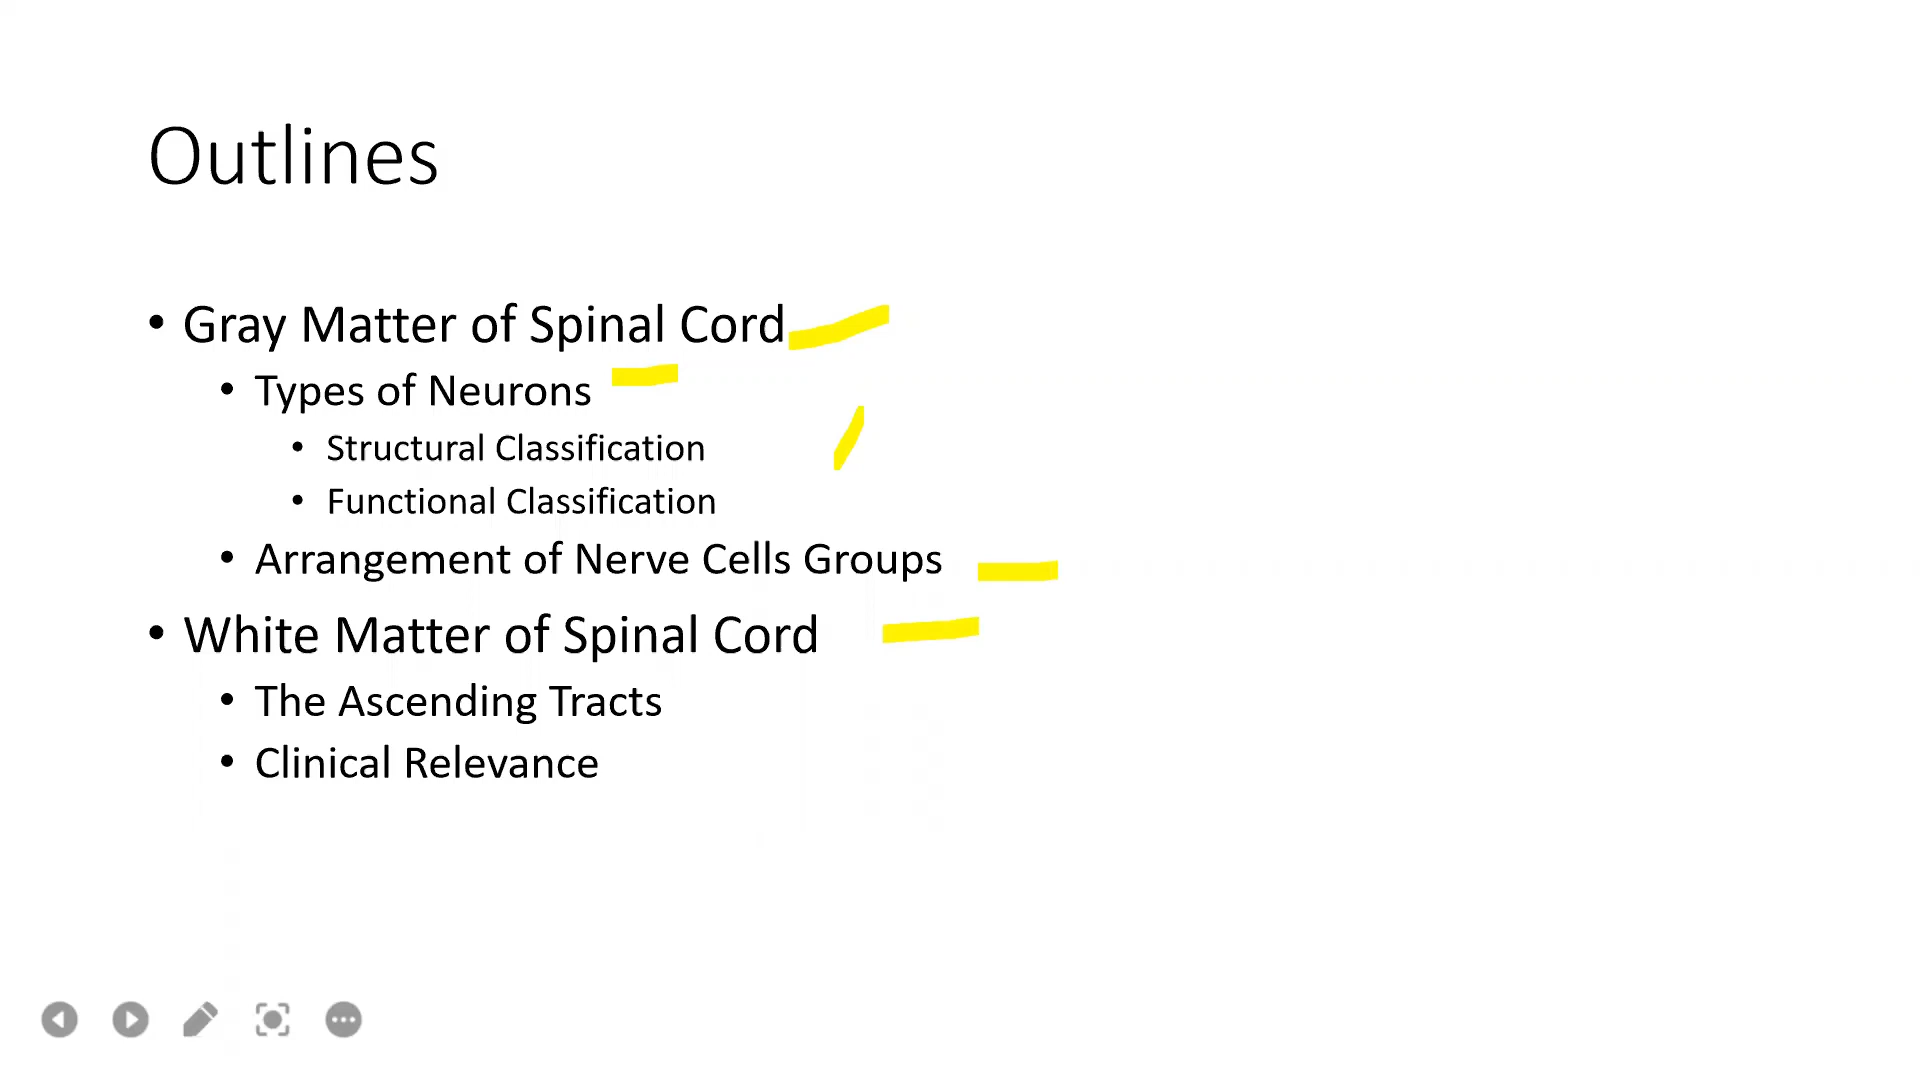 Outlines
• Gray Matter of Spinal Cord
• Types of Neurons
• Structural Classification
• Functional Classification
• Arrangement of Nerve Cells Groups
• White Matter of Spinal Cord
• The Ascending Tracts
• Clinical Relevance